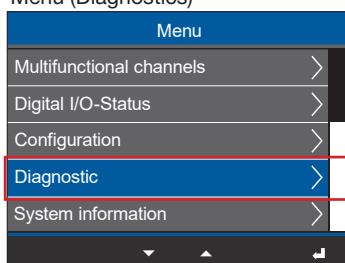 Menu (Diagnostics)
Menu
Multifunctional channels
Digital I/O-Status
Configuration
Diagnostic
System information